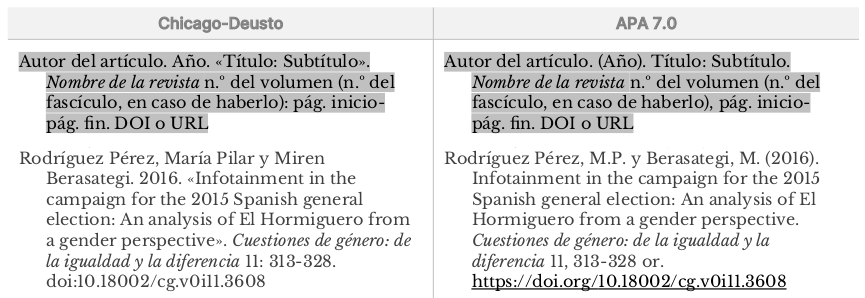 Chicago-Deusto
Autor del artículo. Año. «Título: Subtítulo».
Nombre de la revista n.º del volumen (n.º del
fascículo, en caso de haberlo): pág. inicio-
pág. fin. DOI o URL
Rodríguez Pérez, María Pilar y Miren
Berasategi. 2016. «Infotainment in the
campaign for the 2015 Spanish general
election: An analysis of El Hormiguero from
a gender perspective». Cuestiones de género: de
la igualdad y la diferencia 11: 313-328.
doi:10.18002/cg.v0i11.3608
APA 7.0
Autor del artículo. (Año). Título: Subtítulo.
Nombre de la revista n.º del volumen (n.º del
fascículo, en caso de haberlo), pág. inicio-
pág. fin. DOI o URL
Rodríguez Pérez, M.P. y Berasategi, M. (2016).
Infotainment in the campaign for the 2015
Spanish general election: An analysis of El
Hormiguero from a gender perspective.
Cuestiones de género: de la igualdad y la
diferencia 11, 313-328 or.
https://doi.org/10.18002/cg.v0i11.3608